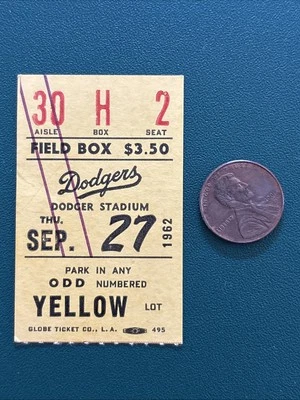 30 H 2
AISLE BOX SEAT
FIELD BOX $3.50
Dodgers
DODGER STADIUM
THU.
SEP. 27 1962
PARK IN ANY
ODD NUMBERED
YELLOW LOT
GLOBE TICKET CO., L.A. 495